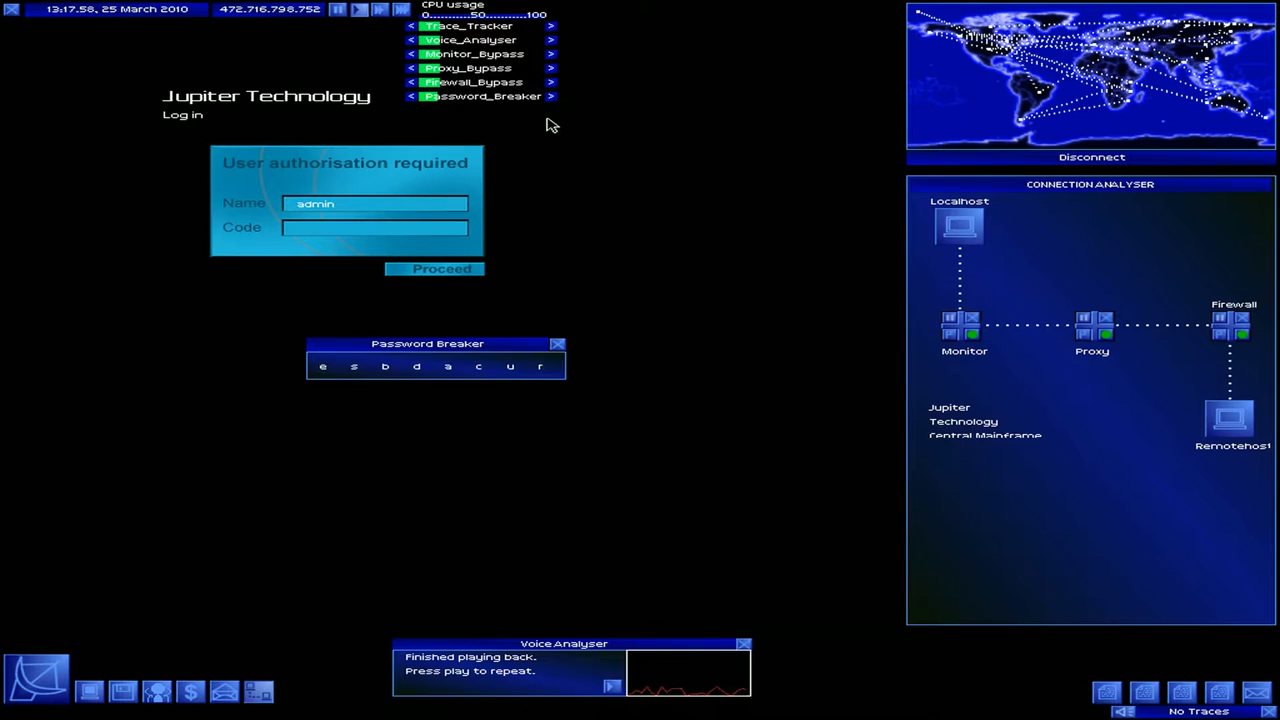 13:17.58, 25 March 2010
472.716.798.752
CPU usage
0...........50...........100
Trace_Tracker
Voice_Analyser
Monitor_Bypass
Proxy_Bypass
Firewall_Bypass
Password_Breaker
Jupiter Technology
Log in
User authorisation required
Name admin
Code
Proceed
Password Breaker
e s b d a c u r
Voice Analyser
Finished playing back.
Press play to repeat.
Disconnect
CONNECTION ANALYSER
Localhost
Firewall
Monitor
Proxy
Jupiter
Technology
Central Mainframe
Remotehost
No Traces